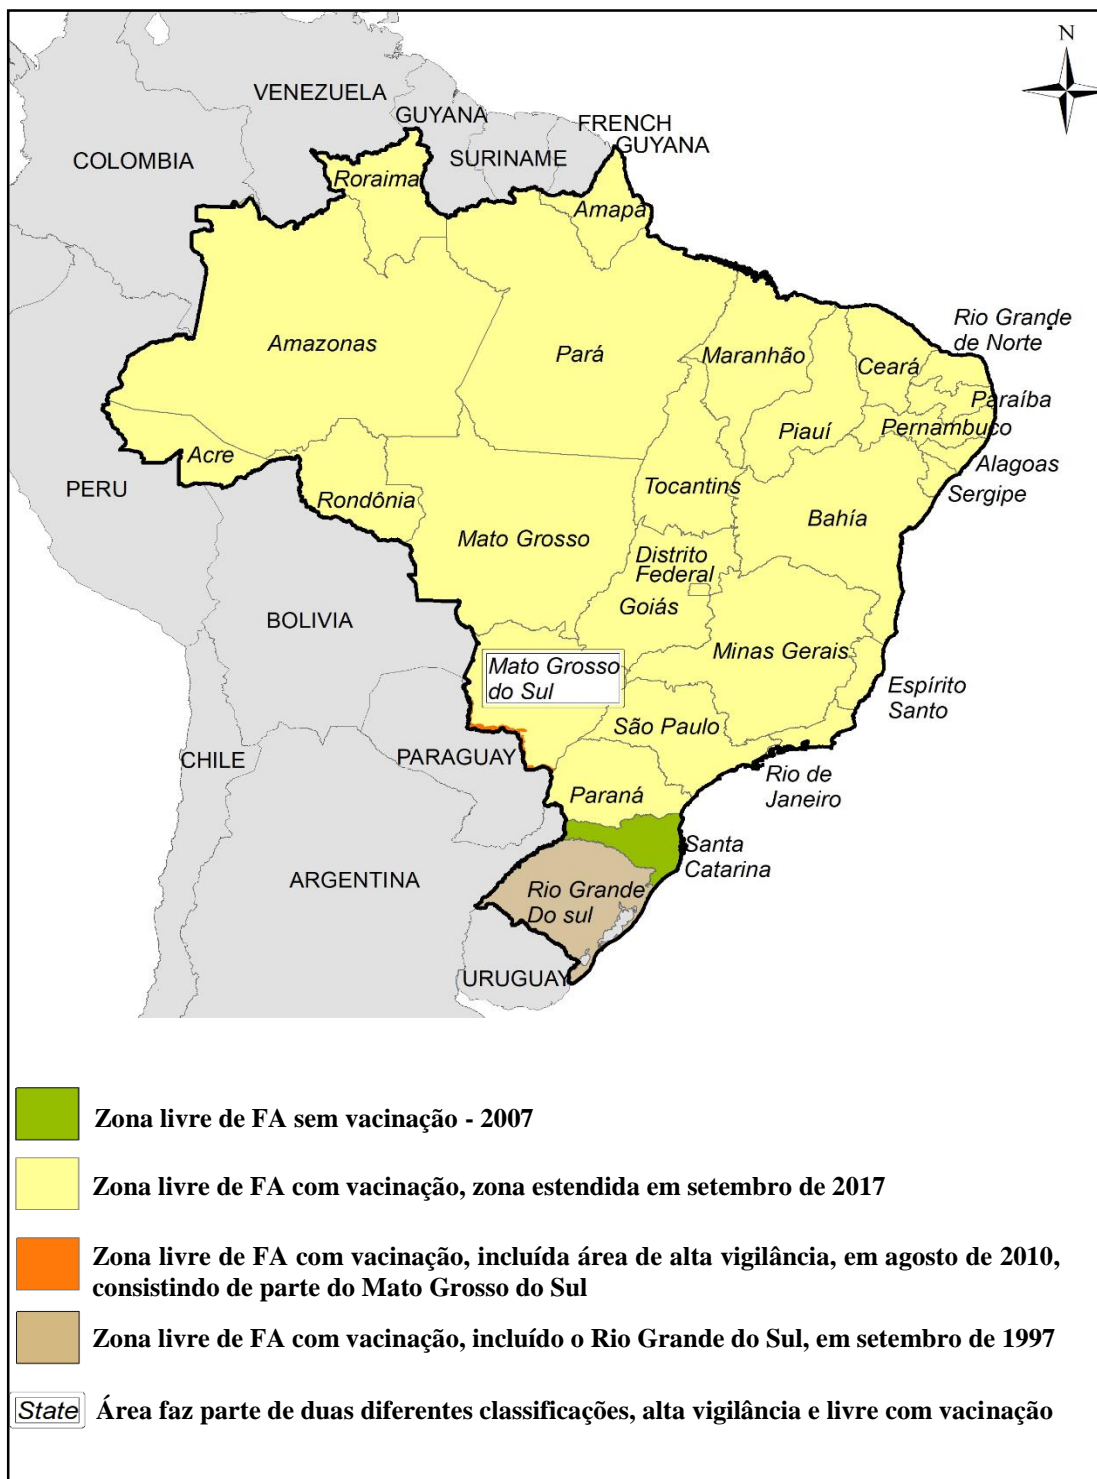 N
VENEZUELA
GUYANA
FRENCH
GUYANA
COLOMBIA
SURINAME
Roraima
Amapá
Amazonas
Pará
Maranhão
Ceará
Rio Grande
de Norte
Paraíba
Piauí
Pernambuco
Acre
Alagoas
PERU
Rondônia
Tocantins
Sergipe
Bahía
Mato Grosso
Distrito
Federal
Goiás
BOLIVIA
Minas Gerais
Mato Grosso
do Sul
Espírito
Santo
São Paulo
CHILE
PARAGUAY
Rio de
Janeiro
Paraná
Santa
Catarina
ARGENTINA
Rio Grande
Do sul
URUGUAY
Zona livre de FA sem vacinação - 2007
Zona livre de FA com vacinação, zona estendida em setembro de 2017
Zona livre de FA com vacinação, incluída área de alta vigilância, em agosto de 2010,
consistindo de parte do Mato Grosso do Sul
Zona livre de FA com vacinação, incluído o Rio Grande do Sul, em setembro de 1997
State Área faz parte de duas diferentes classificações, alta vigilância e livre com vacinação